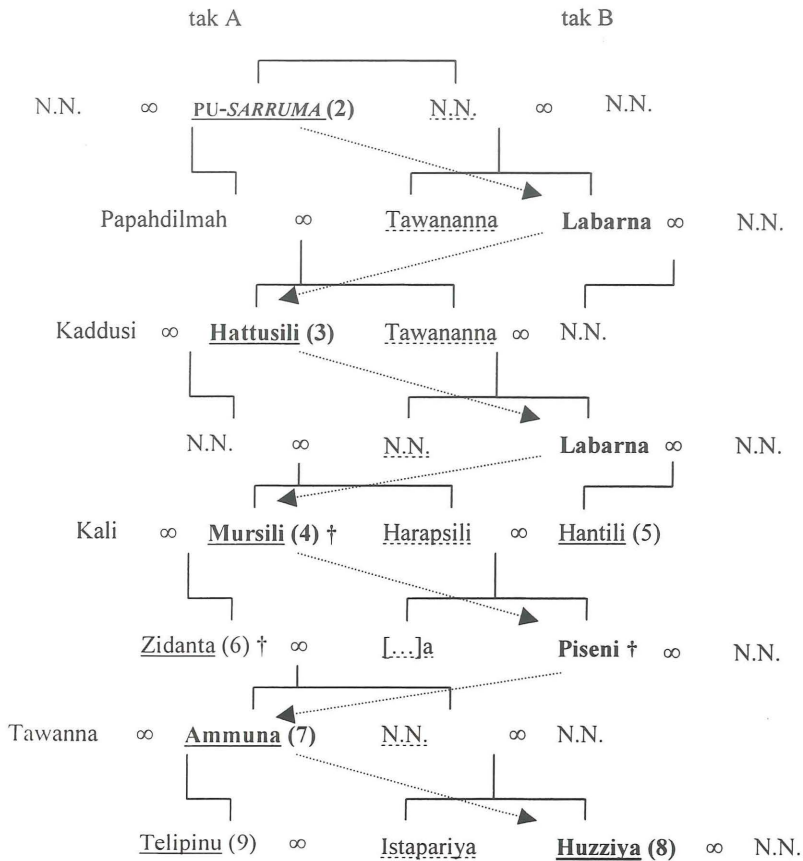 tak A tak B
N.N. ∞ PU-SARRUMA (2) N.N. ∞ N.N.
Papahdilmah ∞ Tawananna Labarna ∞ N.N.
Kaddusi ∞ Hattusili (3) Tawananna ∞ N.N.
N.N. ∞ N.N. Labarna ∞ N.N.
Kali ∞ Mursili (4) † Harapsili ∞ Hantili (5)
Zidanta (6) † ∞ [...]a Piseni † ∞ N.N.
Tawanna ∞ Ammuna (7) N.N. ∞ N.N.
Telipinu (9) ∞ Istapariya Huzziya (8) ∞ N.N.